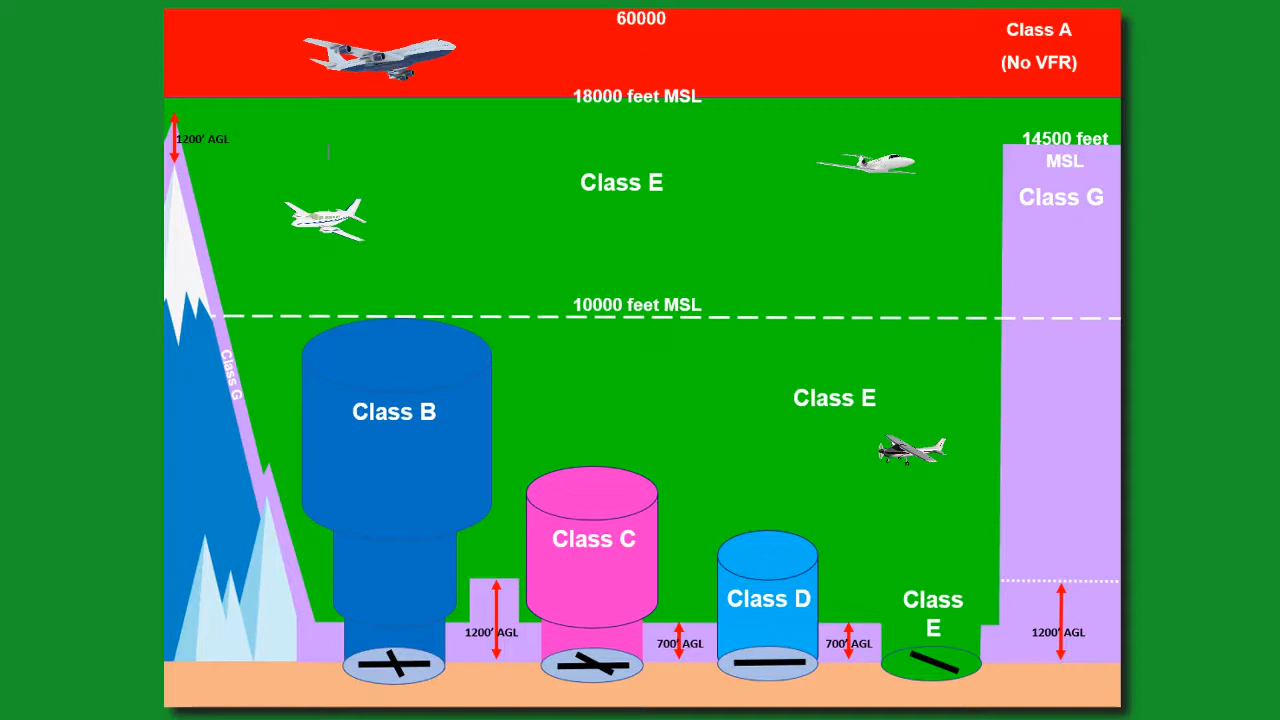 60000
Class A
(No VFR)
18000 feet MSL
1200' AGL
14500 feet
MSL
Class E
Class G
10000 feet MSL
Class G
Class E
Class B
Class C
Class D
Class
E
1200' AGL
700' AGL
700' AGL
1200' AGL